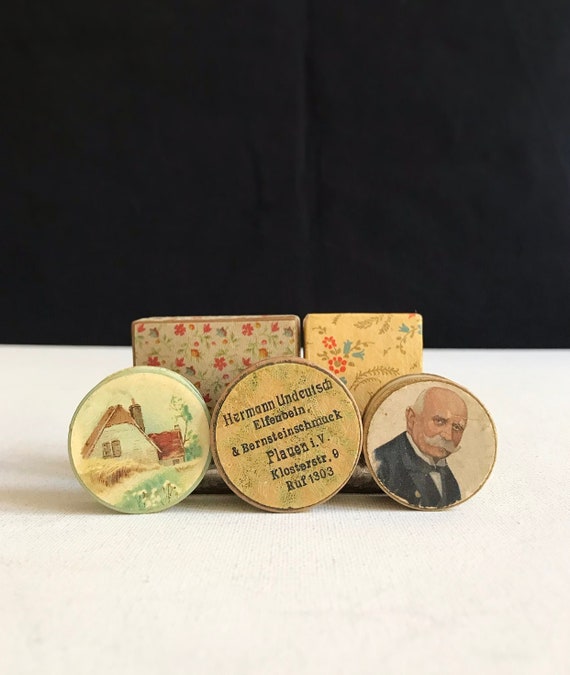 Hermann Undeutsch
Elfenbein,
& Bernsteinschmuck
Plauen i. V.
Klosterstr. 9
Ruf 1303